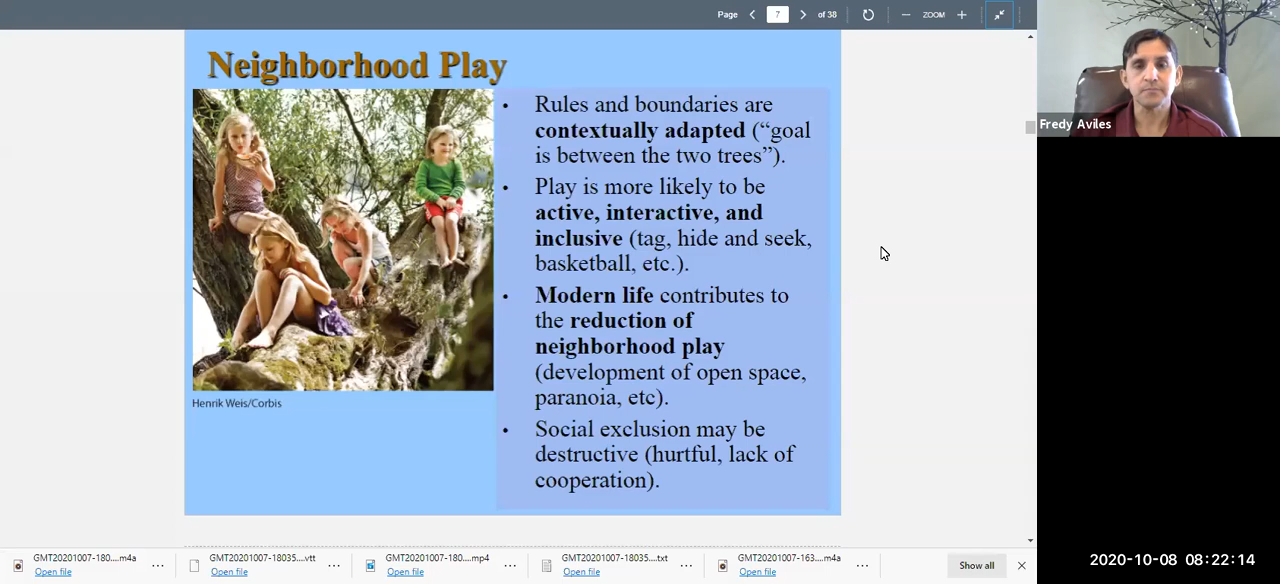 Page 7 of 38 ZOOM
Neighborhood Play
• Rules and boundaries are
contextually adapted (“goal
is between the two trees”).
• Play is more likely to be
active, interactive, and
inclusive (tag, hide and seek,
basketball, etc.).
• Modern life contributes to
the reduction of
neighborhood play
(development of open space,
paranoia, etc).
• Social exclusion may be
destructive (hurtful, lack of
cooperation).
Henrik Weis/Corbis
Fredy Aviles
GMT20201007-180....m4a
Open file
GMT20201007-18035....vtt
Open file
GMT20201007-180....mp4
Open file
GMT20201007-18035....txt
Open file
GMT20201007-163....m4a
Open file
Show all
2020-10-08 08:22:14